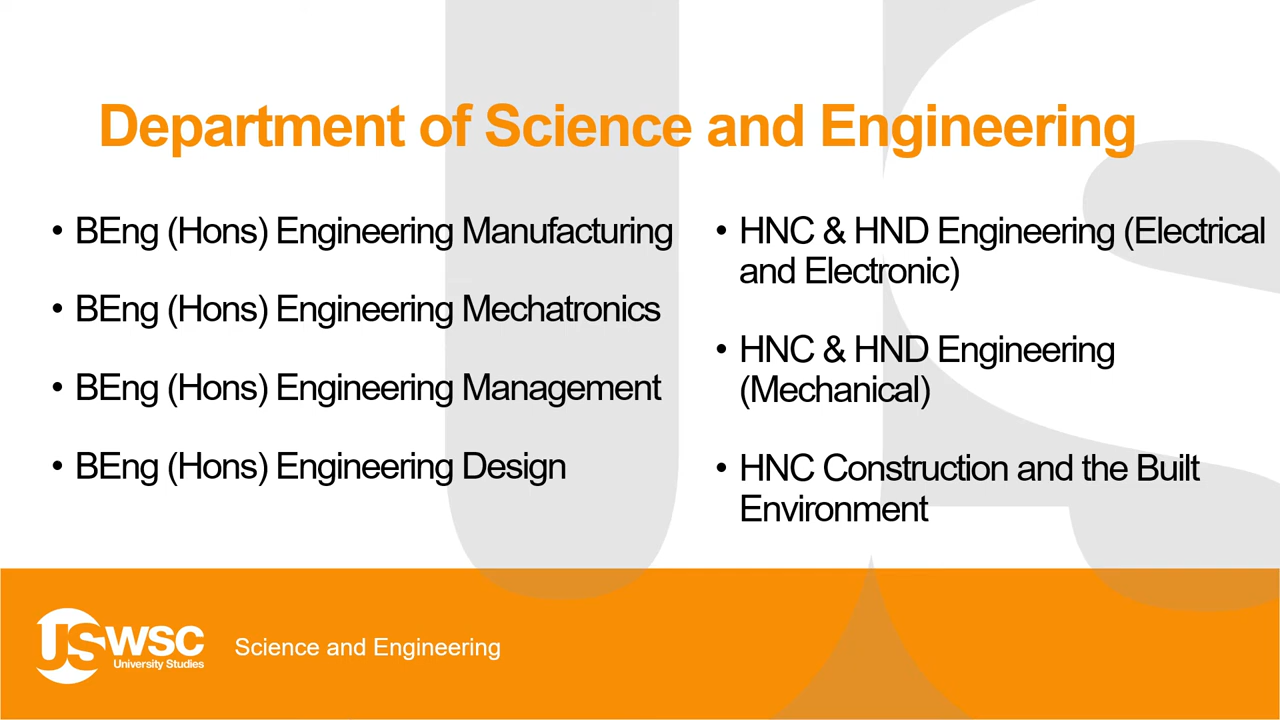 Department of Science and Engineering
• BEng (Hons) Engineering Manufacturing
• BEng (Hons) Engineering Mechatronics
• BEng (Hons) Engineering Management
• BEng (Hons) Engineering Design
• HNC & HND Engineering (Electrical
and Electronic)
• HNC & HND Engineering
(Mechanical)
• HNC Construction and the Built
Environment
US WSC
University Studies
Science and Engineering